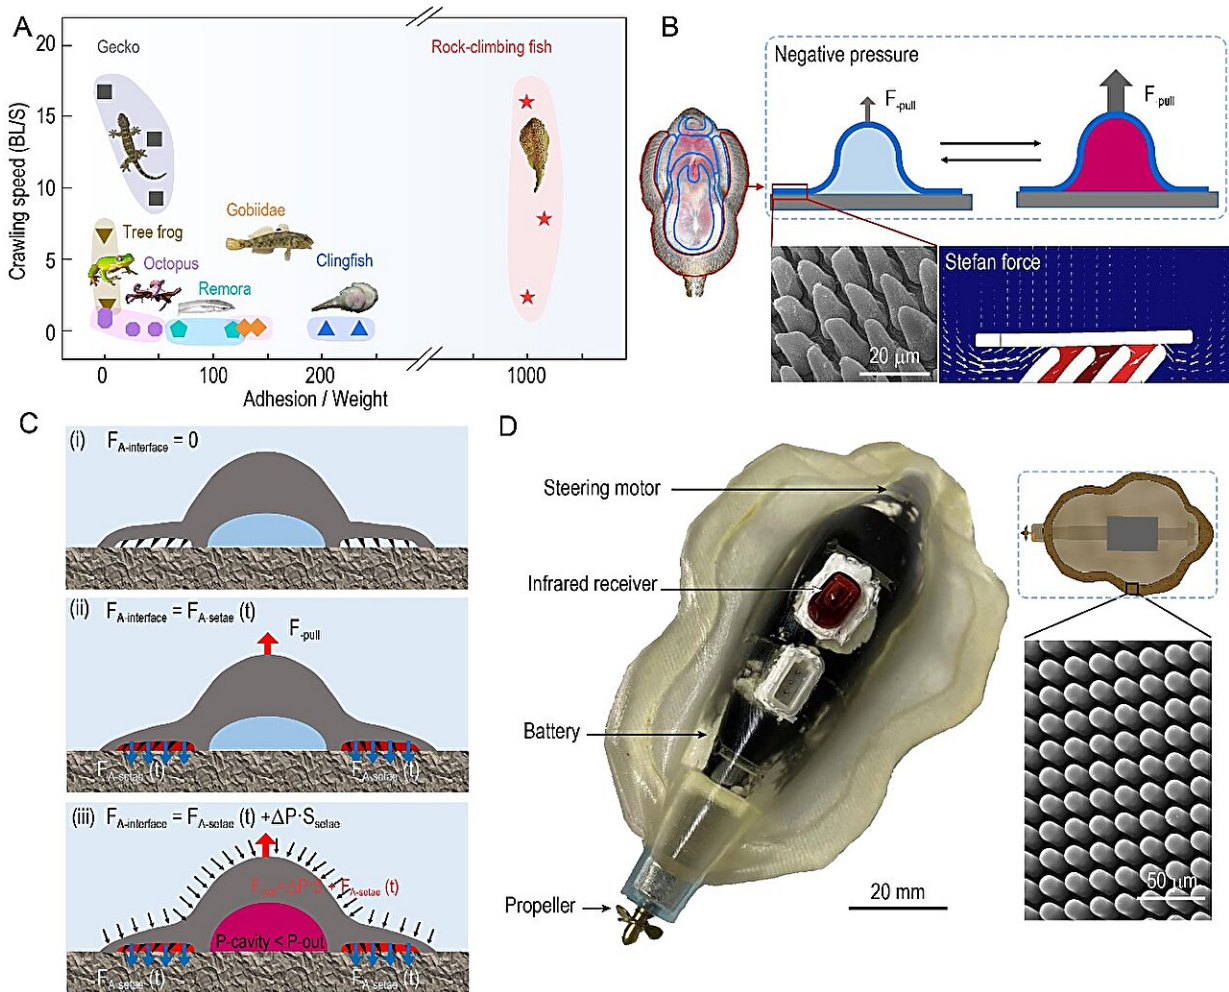 A
20
15
10
5
0
Crawling speed (BL/S)
Gecko
Rock-climbing fish
Tree frog
Octopus
Gobiidae
Remora
Clingfish
0
100
200
1000
Adhesion / Weight
B
Negative pressure
F-pull
F-pull
20 μm
Stefan force
C
(i) FA-interface = 0
(ii) FA-interface = FA-setae (t)
F-pull
FA-setae (t)
FA-setae (t)
(iii) FA-interface = FA-setae (t) +ΔP·Ssetae
ΔP·S + FA-setae (t)
P-cavity < P-out
FA-setae (t)
FA-setae (t)
D
Steering motor
Infrared receiver
Battery
Propeller
20 mm
50 μm